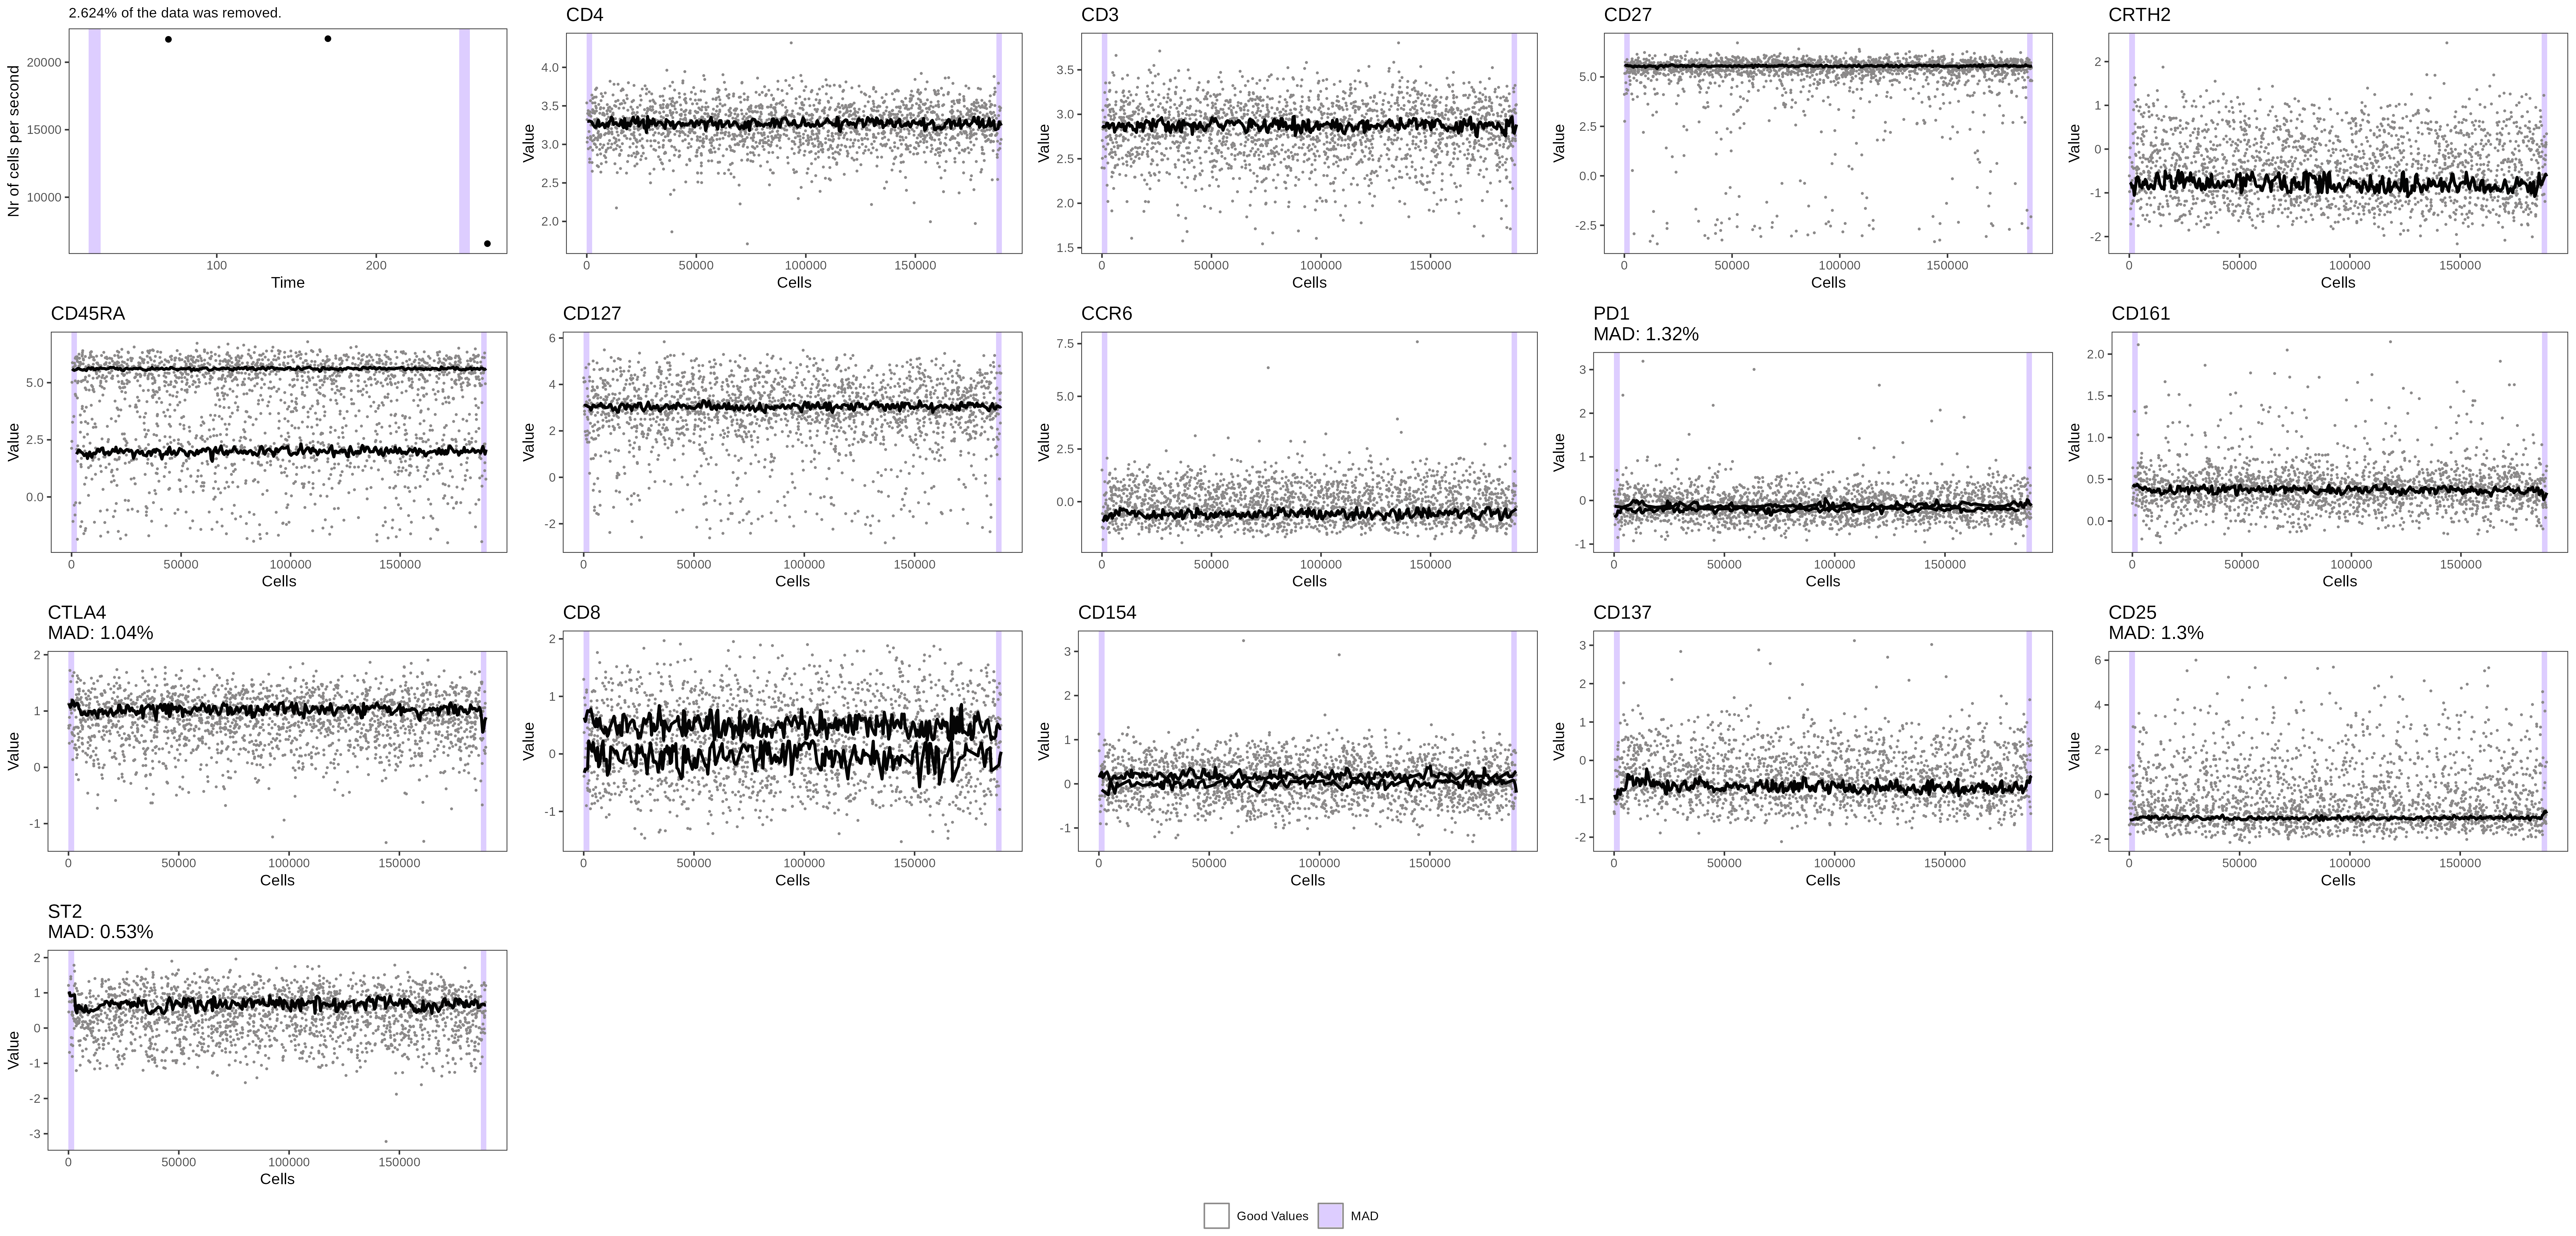 2.624% of the data was removed.
Nr of cells per second
20000
15000
10000
100
200
Time
CD4
Value
4.0
3.5
3.0
2.5
2.0
0
50000
100000
150000
Cells
CD3
Value
3.5
3.0
2.5
2.0
1.5
0
50000
100000
150000
Cells
CD27
Value
5.0
2.5
0.0
-2.5
0
50000
100000
150000
Cells
CRTH2
Value
2
1
0
-1
-2
0
50000
100000
150000
Cells
CD45RA
Value
5.0
2.5
0.0
0
50000
100000
150000
Cells
CD127
Value
6
4
2
0
-2
0
50000
100000
150000
Cells
CCR6
Value
7.5
5.0
2.5
0.0
0
50000
100000
150000
Cells
PD1
MAD: 1.32%
Value
3
2
1
0
-1
0
50000
100000
150000
Cells
CD161
Value
2.0
1.5
1.0
0.5
0.0
0
50000
100000
150000
Cells
CTLA4
MAD: 1.04%
Value
2
1
0
-1
0
50000
100000
150000
Cells
CD8
Value
2
1
0
-1
0
50000
100000
150000
Cells
CD154
Value
3
2
1
0
-1
0
50000
100000
150000
Cells
CD137
Value
3
2
1
0
-1
-2
0
50000
100000
150000
Cells
CD25
MAD: 1.3%
Value
6
4
2
0
-2
0
50000
100000
150000
Cells
ST2
MAD: 0.53%
Value
2
1
0
-1
-2
-3
0
50000
100000
150000
Cells
Good Values
MAD